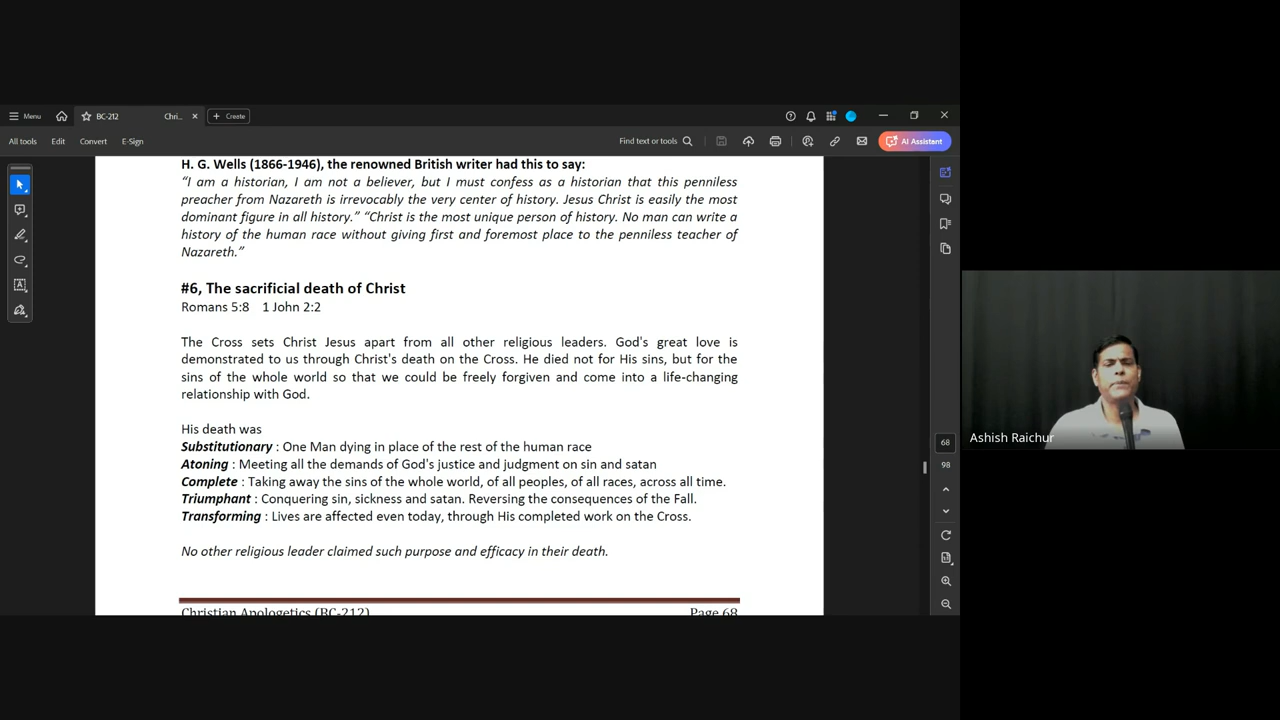 Menu
BC-212
Chri...
Create
All tools
Edit
Convert
E-Sign
Find text or tools
AI Assistant
H. G. Wells (1866-1946), the renowned British writer had this to say:
“I am a historian, I am not a believer, but I must confess as a historian that this penniless
preacher from Nazareth is irrevocably the very center of history. Jesus Christ is easily the most
dominant figure in all history.” “Christ is the most unique person of history. No man can write a
history of the human race without giving first and foremost place to the penniless teacher of
Nazareth.”
#6, The sacrificial death of Christ
Romans 5:8 1 John 2:2
The Cross sets Christ Jesus apart from all other religious leaders. God's great love is
demonstrated to us through Christ's death on the Cross. He died not for His sins, but for the
sins of the whole world so that we could be freely forgiven and come into a life-changing
relationship with God.
His death was
Substitutionary : One Man dying in place of the rest of the human race
Atoning : Meeting all the demands of God's justice and judgment on sin and satan
Complete : Taking away the sins of the whole world, of all peoples, of all races, across all time.
Triumphant : Conquering sin, sickness and satan. Reversing the consequences of the Fall.
Transforming : Lives are affected even today, through His completed work on the Cross.
No other religious leader claimed such purpose and efficacy in their death.
Christian Apologetics (BC-212)
Page 68
68
98
Ashish Raichur